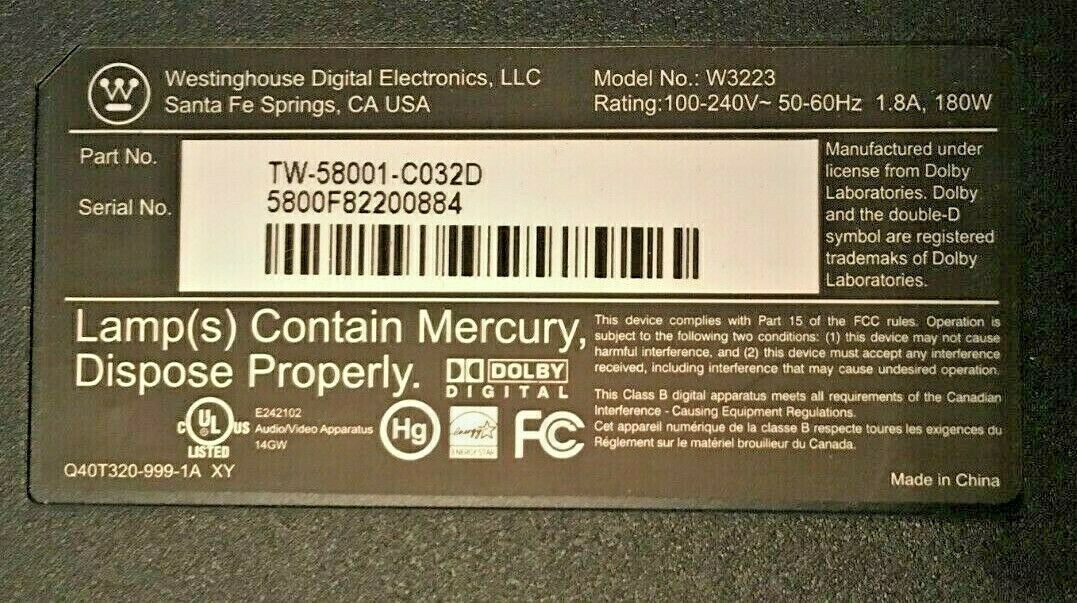 W
Westinghouse Digital Electronics, LLC
Santa Fe Springs, CA USA
Model No.: W3223
Rating:100-240V~ 50-60Hz 1.8A, 180W
Part No.
TW-58001-C032D
Serial No.
5800F82200884
Manufactured under
license from Dolby
Laboratories. Dolby
and the double-D
symbol are registered
trademaks of Dolby
Laboratories.
Lamp(s) Contain Mercury,
Dispose Properly.
DOLBY
DIGITAL
This device complies with Part 15 of the FCC rules. Operation is
subject to the following two conditions: (1) this device may not cause
harmful interference, and (2) this device must accept any interference
received, including interference that may cause undesired operation.
This Class B digital apparatus meets all requirements of the Canadian
Interference - Causing Equipment Regulations.
Cet appareil numérique de la classe B respecte toures les exigences du
Réglement sur le matériel brouilleur du Canada.
C UL US
LISTED
E242102
Audio/Video Apparatus
14GW
Hg
energy
ENERGY STAR
FC
Q40T320-999-1A XY
Made in China